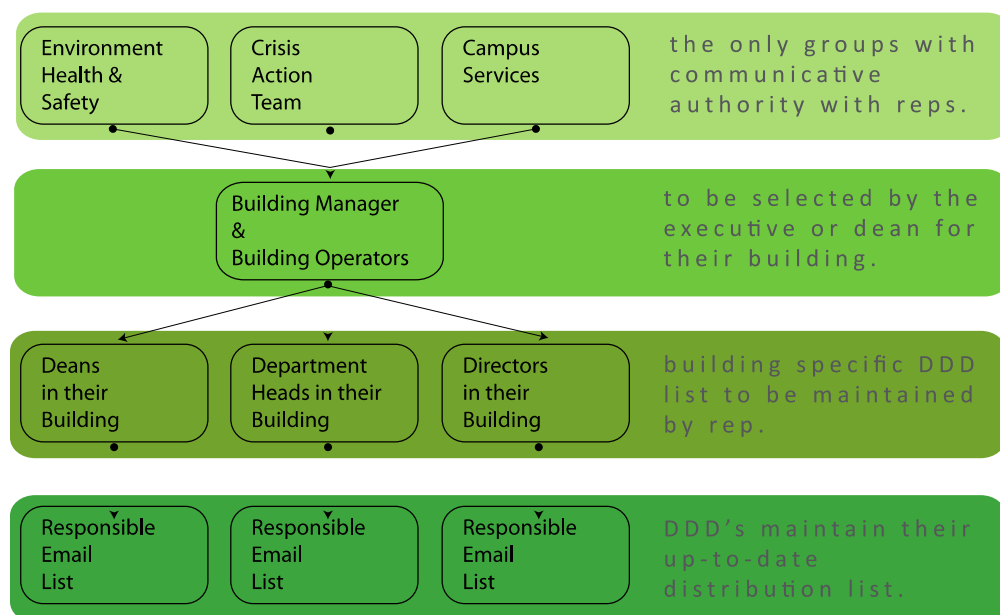 Environment
Health &
Safety
Crisis
Action
Team
Campus
Services
the only groups with
communicative
authority with reps.
Building Manager
&
Building Operators
to be selected by the
executive or dean for
their building.
Deans
in their
Building
Department
Heads in their
Building
Directors
in their
Building
building specific DDD
list to be maintained
by rep.
Responsible
Email
List
Responsible
Email
List
Responsible
Email
List
DDD's maintain their
up-to-date
distribution list.